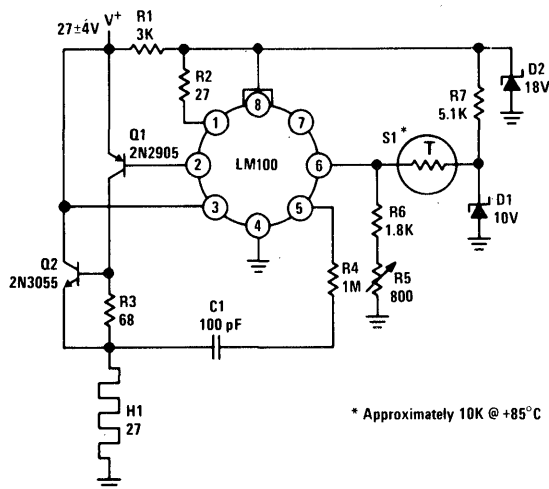 27±4V V+
R1
3K
R2
27
8
1
7
2
LM100
6
3
5
4
Q1
2N2905
Q2
2N3055
R3
68
C1
100 pF
R4
1M
S1*
T
R6
1.8K
R5
800
R7
5.1K
D2
18V
D1
10V
H1
27
* Approximately 10K @ +85°C